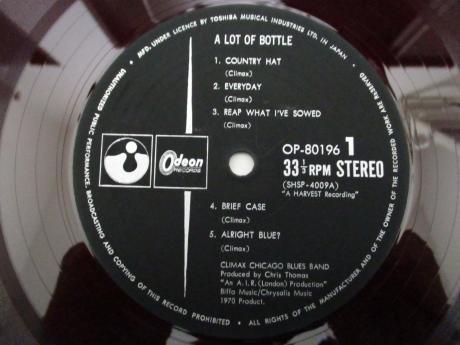 MFD. UNDER LICENCE BY TOSHIBA MUSICAL INDUSTRIES LTD. IN JAPAN
A LOT OF BOTTLE
1. COUNTRY HAT
(Climax)
2. EVERYDAY
(Climax)
3. REAP WHAT I'VE SOWED
(Climax)
Odeon
RECORDS
OP-80196 1
33 1/3 RPM STEREO
(SHSP-4009A)
"A HARVEST Recording"
4. BRIEF CASE
(Climax)
5. ALRIGHT BLUE?
(Climax)
CLIMAX CHICAGO BLUES BAND
Produced by Chris Thomas
"An A.I.R. (London) Production"
Biffo Music/Chrysalis Music
1970 Product.
UNAUTHORIZED PUBLIC PERFORMANCE, BROADCASTING AND COPYING OF THIS RECORD PROHIBITED • ALL RIGHTS OF THE MANUFACTURER AND OF THE OWNER OF THE RECORDED WORK ARE RESERVED